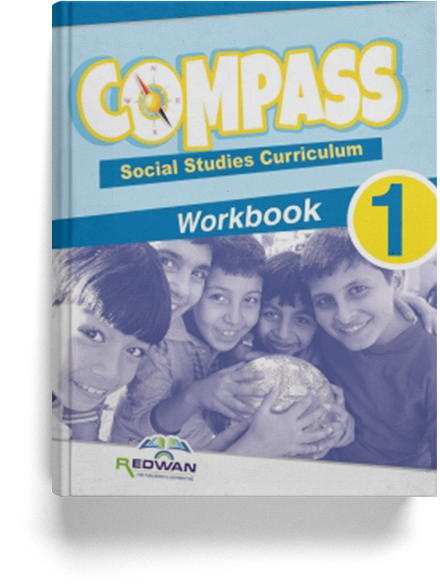 COMPASS
N
W E
S
Social Studies Curriculum
Workbook 1
REDWAN